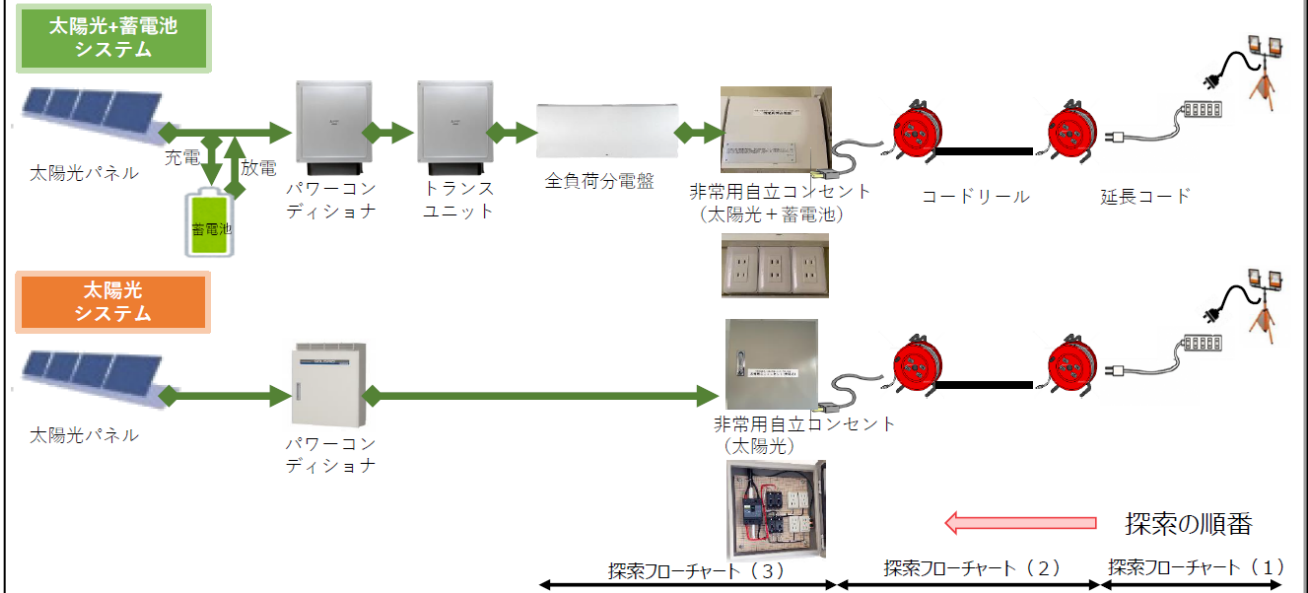 太陽光+蓄電池
システム
太陽光パネル
充電
放電
蓄電池
パワーコン
ディショナ
トランス
ユニット
全負荷分電盤
非常用自立コンセント
（太陽光＋蓄電池）
コードリール
延長コード
太陽光
システム
太陽光パネル
パワーコン
ディショナ
非常用自立コンセント
（太陽光）
探索の順番
探索フローチャート（３）
探索フローチャート（２）
探索フローチャート（１）